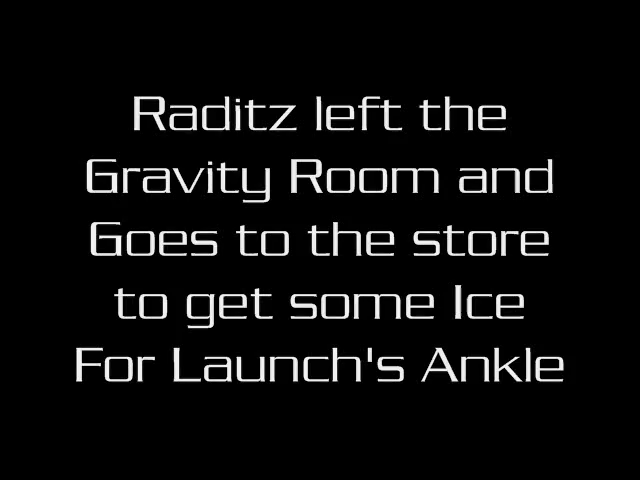 Raditz left the
Gravity Room and
Goes to the store
to get some Ice
For Launch's Ankle